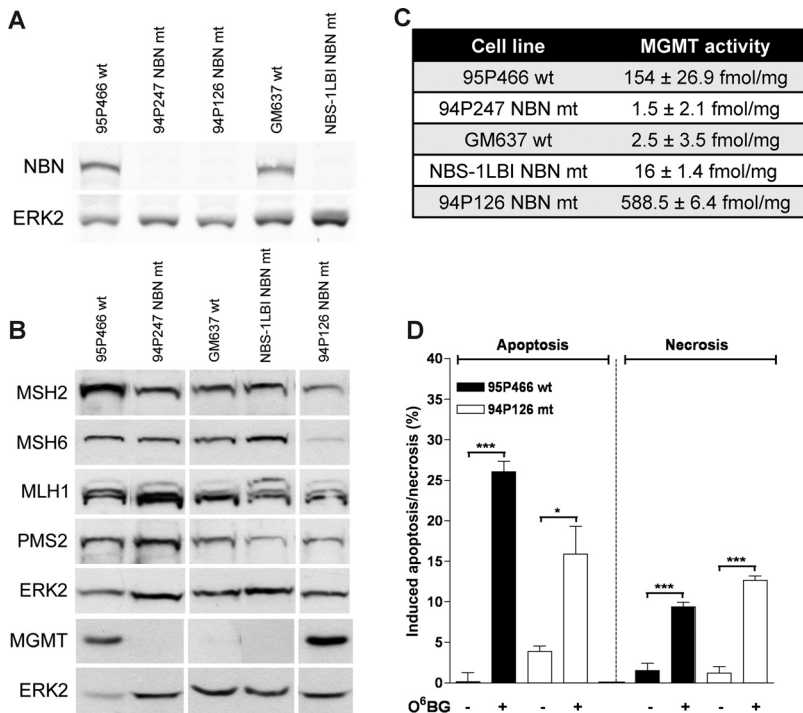 A
95P466 wt
94P247 NBN mt
94P126 NBN mt
GM637 wt
NBS-1LBI NBN mt
NBN
ERK2
B
95P466 wt
94P247 NBN mt
GM637 wt
NBS-1LBI NBN mt
94P126 NBN mt
MSH2
MSH6
MLH1
PMS2
ERK2
MGMT
ERK2
C
Cell line MGMT activity
95P466 wt 154 ± 26.9 fmol/mg
94P247 NBN mt 1.5 ± 2.1 fmol/mg
GM637 wt 2.5 ± 3.5 fmol/mg
NBS-1LBI NBN mt 16 ± 1.4 fmol/mg
94P126 NBN mt 588.5 ± 6.4 fmol/mg
D
Apoptosis Necrosis
95P466 wt
94P126 mt
Induced apoptosis/necrosis (%)
40
35
30
25
20
15
10
5
0
***
*
***
***
O⁶BG - + - + - + - +